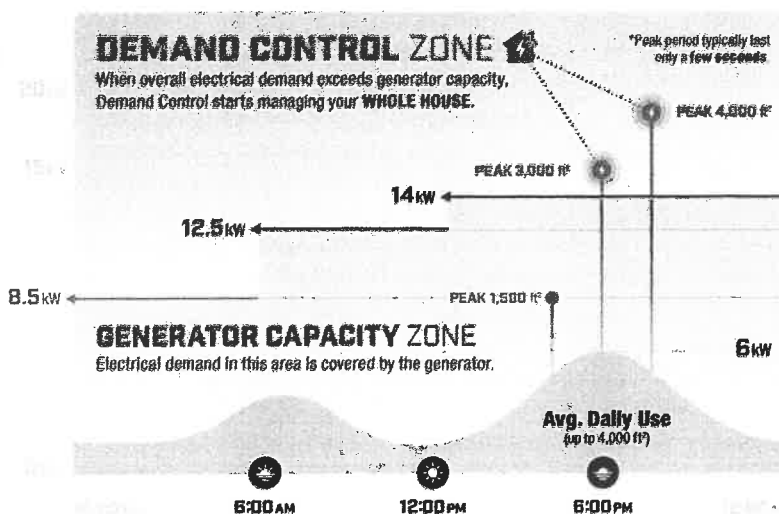 DEMAND CONTROL ZONE
When overall electrical demand exceeds generator capacity,
Demand Control starts managing your WHOLE HOUSE.
*Peak period typically last
only a few seconds.
PEAK 4,000 ft²
PEAK 3,000 ft²
14kW
12.5kW
8.5kW
PEAK 1,500 ft²
GENERATOR CAPACITY ZONE
Electrical demand in this area is covered by the generator.
6kW
Avg. Daily Use
(up to 4,000 ft²)
6:00AM
12:00PM
6:00PM